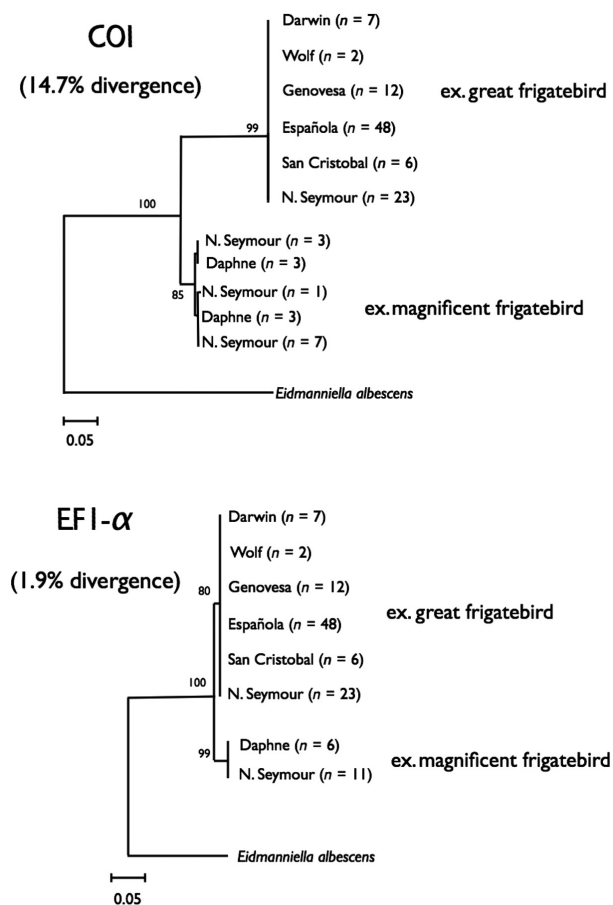 COI
(14.7% divergence)
Darwin (n = 7)
Wolf (n = 2)
Genovesa (n = 12)
ex. great frigatebird
Española (n = 48)
San Cristobal (n = 6)
N. Seymour (n = 23)
99
100
N. Seymour (n = 3)
Daphne (n = 3)
85
N. Seymour (n = 1)
ex. magnificent frigatebird
Daphne (n = 3)
N. Seymour (n = 7)
Eidmanniella albescens
0.05
EF1-α
(1.9% divergence)
Darwin (n = 7)
Wolf (n = 2)
80
Genovesa (n = 12)
ex. great frigatebird
Española (n = 48)
San Cristobal (n = 6)
100
N. Seymour (n = 23)
99
Daphne (n = 6)
ex. magnificent frigatebird
N. Seymour (n = 11)
Eidmanniella albescens
0.05